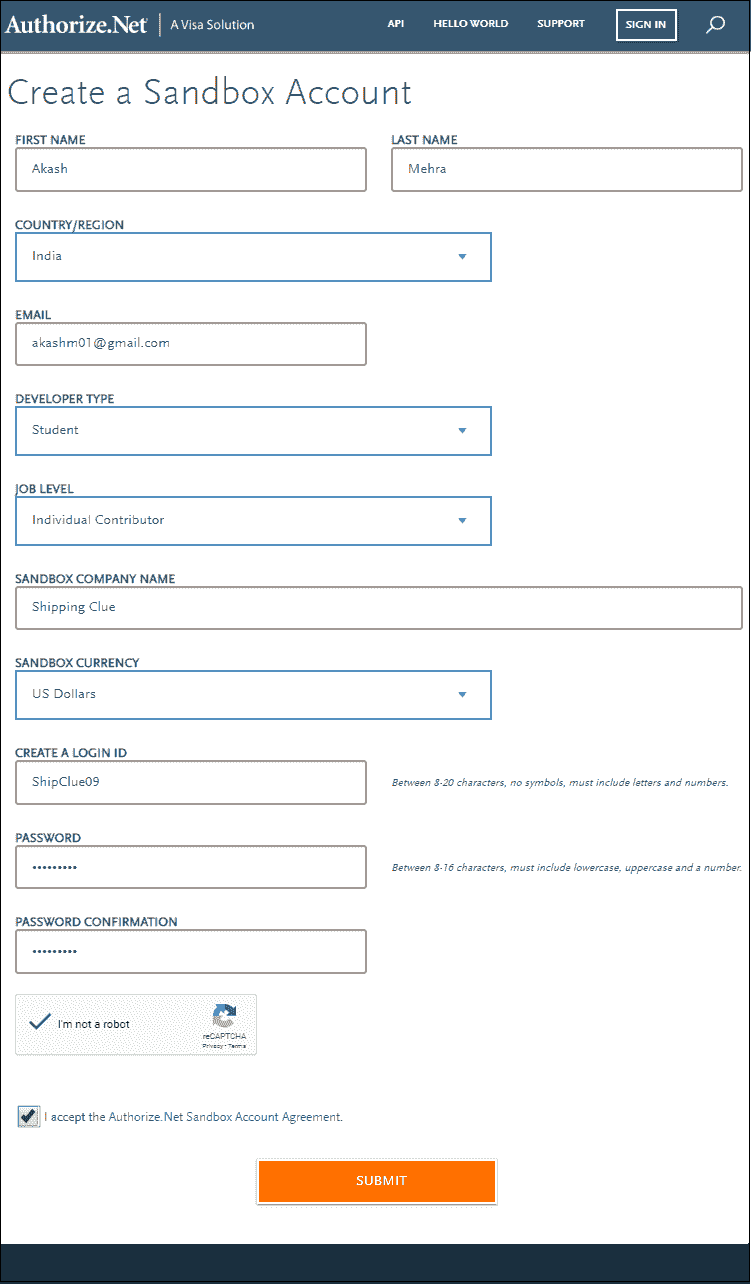 Authorize.Net A Visa Solution API HELLO WORLD SUPPORT SIGN IN
Create a Sandbox Account
FIRST NAME LAST NAME
Akash Mehra
COUNTRY/REGION
India
EMAIL
akashm01@gmail.com
DEVELOPER TYPE
Student
JOB LEVEL
Individual Contributor
SANDBOX COMPANY NAME
Shipping Clue
SANDBOX CURRENCY
US Dollars
CREATE A LOGIN ID
ShipClue09 Between 8-20 characters, no symbols, must include letters and numbers.
PASSWORD
••••••••• Between 8-16 characters, must include lowercase, uppercase and a number.
PASSWORD CONFIRMATION
•••••••••
I'm not a robot
reCAPTCHA
Privacy - Terms
I accept the Authorize.Net Sandbox Account Agreement.
SUBMIT